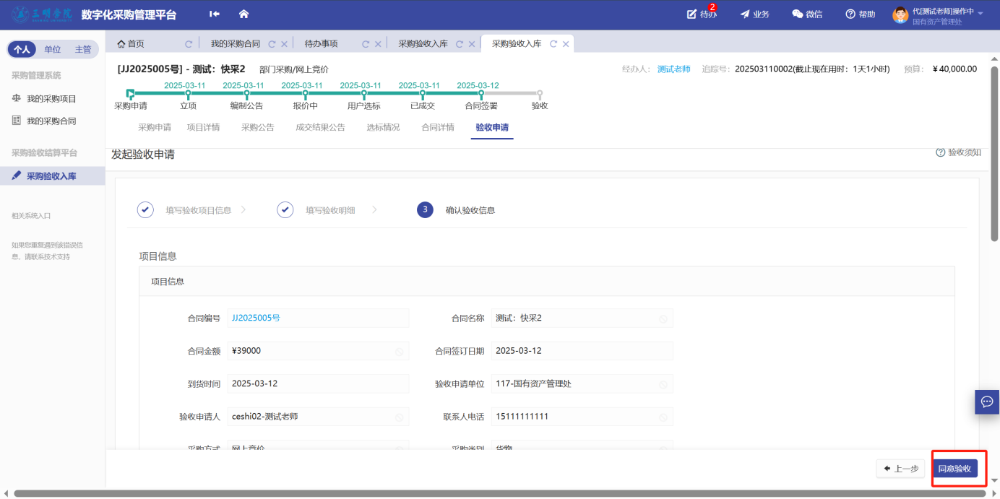 三明学院 数字化采购管理平台 待办 2 业务 微信 帮助 代[测试老师]操作中
国有资产管理处
个人 单位 主管
首页 我的采购合同 待办事项 采购验收入库 采购验收入库
采购管理系统
我的采购项目
我的采购合同
采购验收结算平台
采购验收入库
相关系统入口
如果您重复遇到该错误信
息，请联系技术支持
[JJ2025005号] - 测试：快采2 部门采购/网上竞价 经办人： 测试老师 追踪号： 202503110002(截止现在用时：1天1小时) 预算： ¥40,000.00
2025-03-11 2025-03-11 2025-03-11 2025-03-11 2025-03-11 2025-03-12
采购申请 立项 编制公告 报价中 用户选标 已成交 合同签署 验收
采购申请 项目详情 采购公告 成交结果公告 选标情况 合同详情 验收申请
发起验收申请 验收须知
填写验收项目信息 填写验收明细 3 确认验收信息
项目信息
项目信息
合同编号 JJ2025005号 合同名称 测试：快采2
合同金额 ¥39000 合同签订日期 2025-03-12
到货时间 2025-03-12 验收申请单位 117-国有资产管理处
验收申请人 ceshi02-测试老师 联系人电话 15111111111
采购方式 网上竞价 采购类别 货物
上一步 同意验收